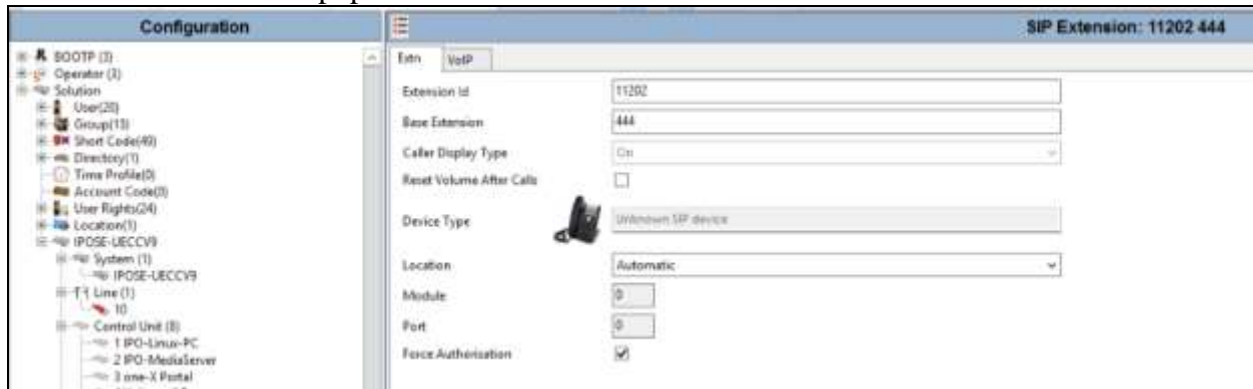 Configuration
SIP Extension: 11202 444
BOOTP (3)
Operator (3)
Solution
User(20)
Group(13)
Short Code(49)
Directory(1)
Time Profile(0)
Account Code(0)
User Rights(24)
Location(1)
IPOSE-UECCV9
System (1)
IPOSE-UECCV9
Line (1)
10
Control Unit (8)
1 IPO-Linux-PC
2 IPO-MediaServer
3 one-X Portal
Extn VoIP
Extension Id 11202
Base Extension 444
Caller Display Type On
Reset Volume After Calls
Device Type Unknown SIP device
Location Automatic
Module 0
Port 0
Force Authorisation